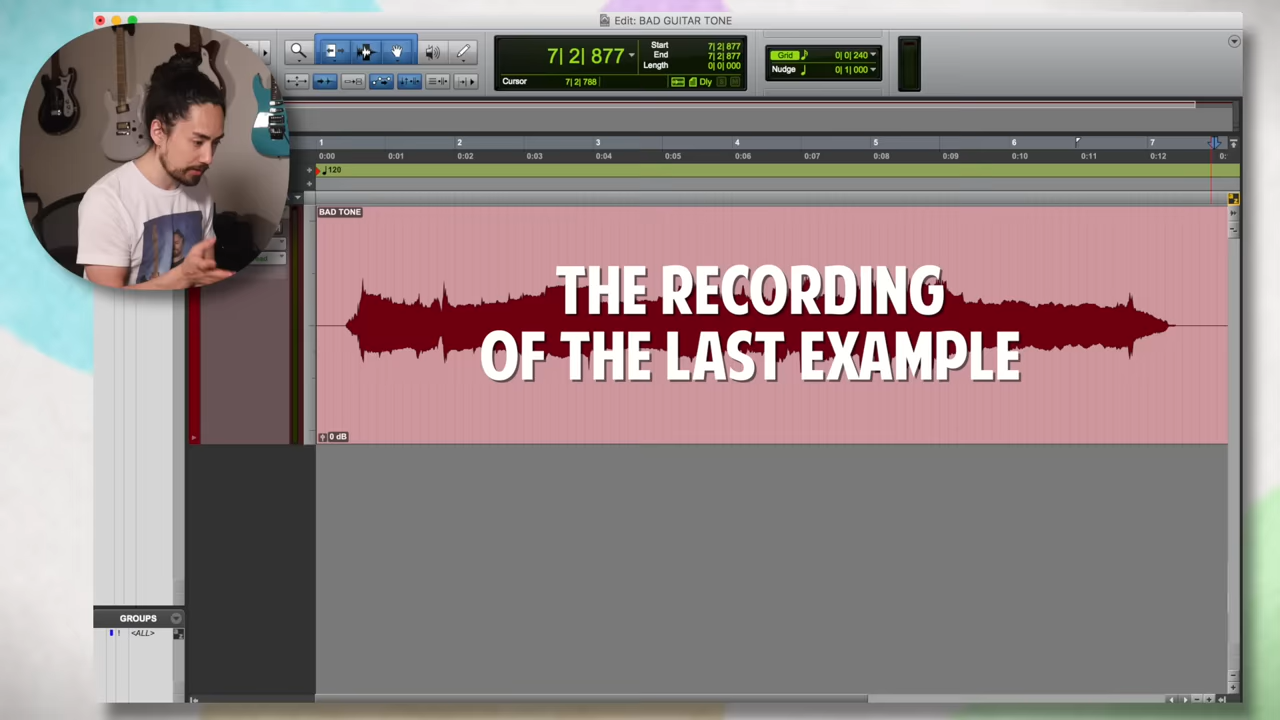 Edit: BAD GUITAR TONE
7| 2| 877
Start 7| 2| 877
End 7| 2| 877
Length 0| 0| 000
Cursor 7| 2| 788
Dly
Grid 0| 0| 240
Nudge 0| 1| 000
1 2 3 4 5 6 7
0:00 0:01 0:02 0:03 0:04 0:05 0:06 0:07 0:08 0:09 0:10 0:11 0:12 0:
120
BAD TONE
THE RECORDING
OF THE LAST EXAMPLE
0 dB
GROUPS
! <ALL>